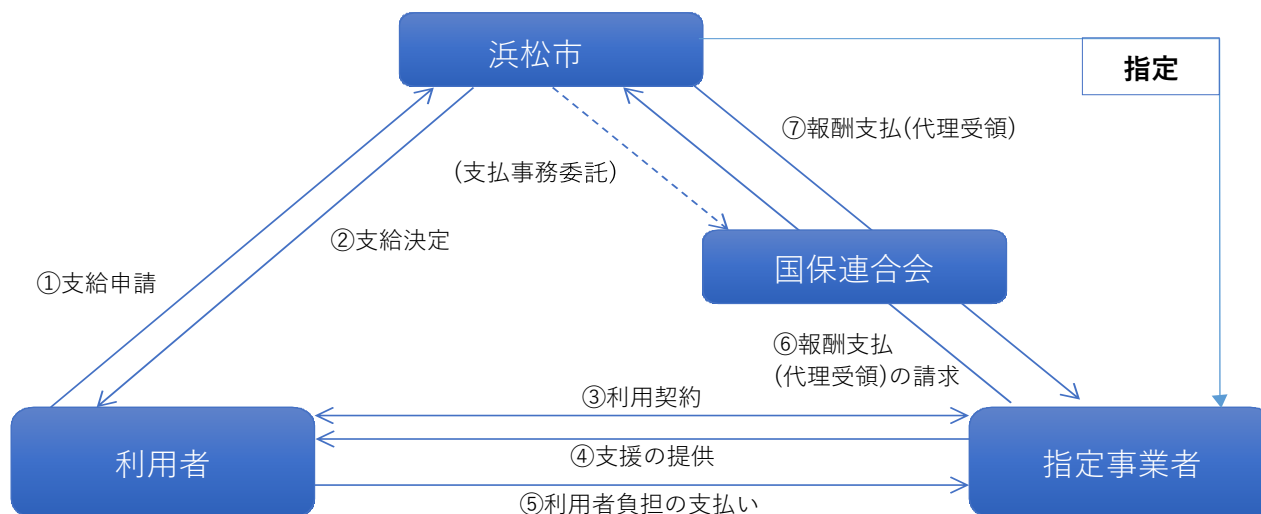 浜松市
指定
⑦報酬支払(代理受領)
(支払事務委託)
②支給決定
国保連合会
①支給申請
⑥報酬支払
(代理受領)の請求
③利用契約
利用者
④支援の提供
指定事業者
⑤利用者負担の支払い